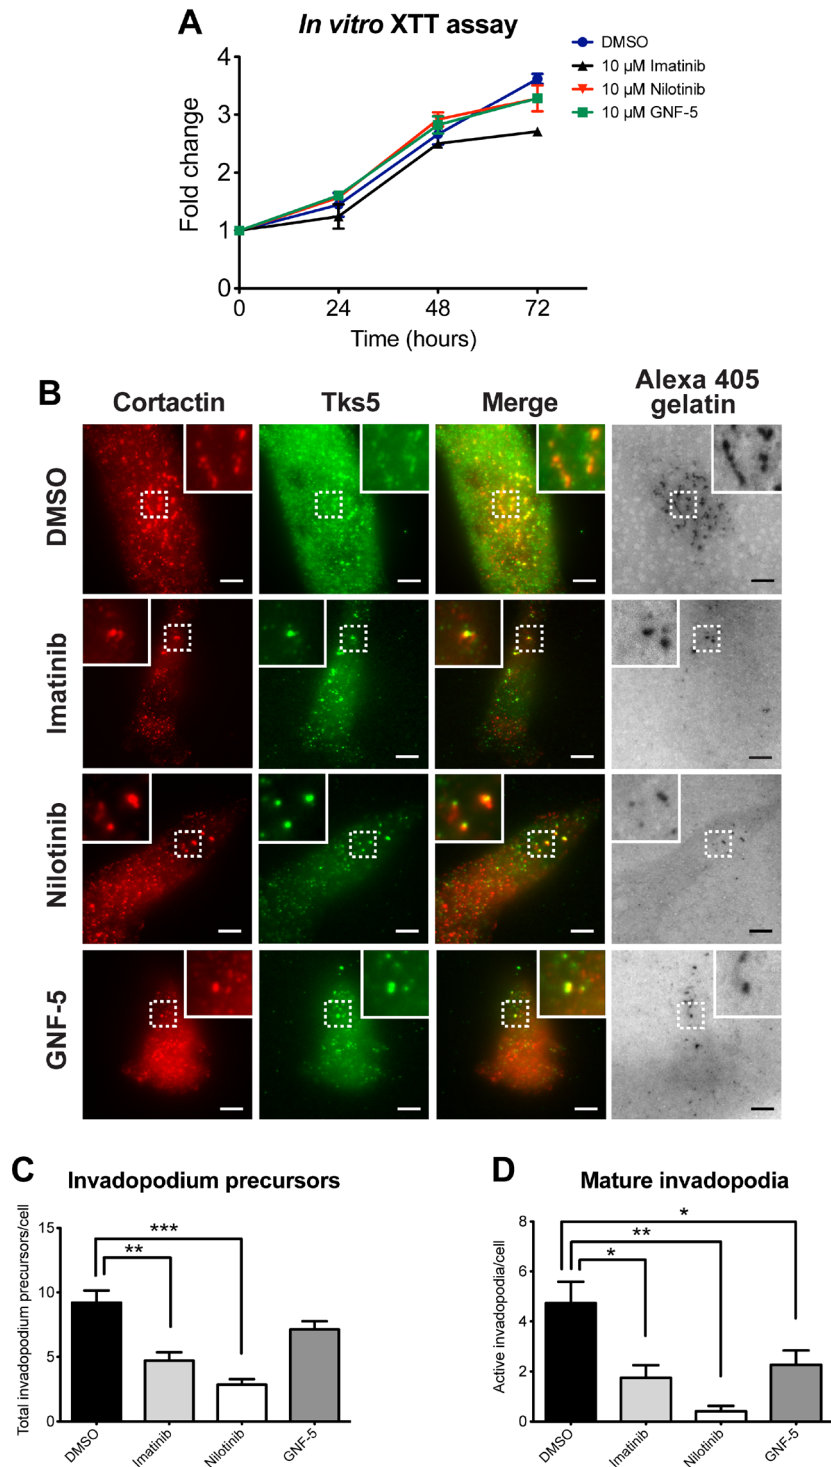 A
In vitro XTT assay
DMSO
10 µM Imatinib
10 µM Nilotinib
10 µM GNF-5
Fold change
4
3
2
1
0
0 24 48 72
Time (hours)
B
Cortactin Tks5 Merge Alexa 405
gelatin
DMSO
Imatinib
Nilotinib
GNF-5
C
Invadopodium precursors
Total invadopodium precursors/cell
15
10
5
0
***
**
DMSO Imatinib Nilotinib GNF-5
D
Mature invadopodia
Active invadopodia/cell
8
6
4
2
0
*
**
*
DMSO Imatinib Nilotinib GNF-5